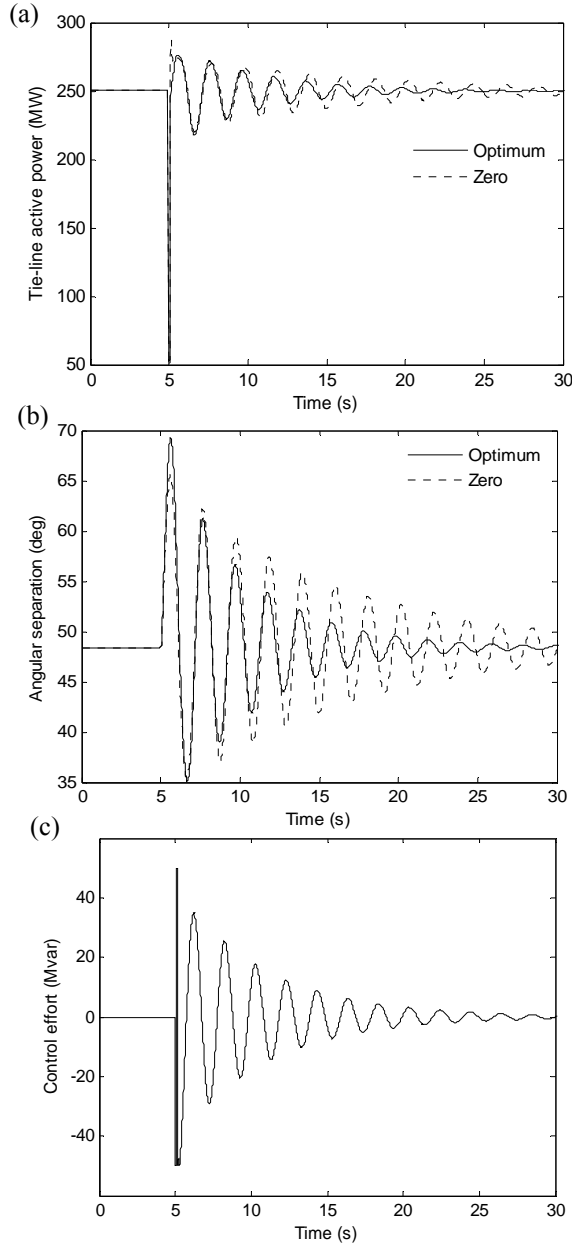 (a)
300
250
200
150
100
50
Tie-line active power (MW)
Optimum
Zero
0 5 10 15 20 25 30
Time (s)
(b)
70
65
60
55
50
45
40
35
Angular separation (deg)
Optimum
Zero
0 5 10 15 20 25 30
Time (s)
(c)
40
20
0
-20
-40
Control effort (Mvar)
0 5 10 15 20 25 30
Time (s)